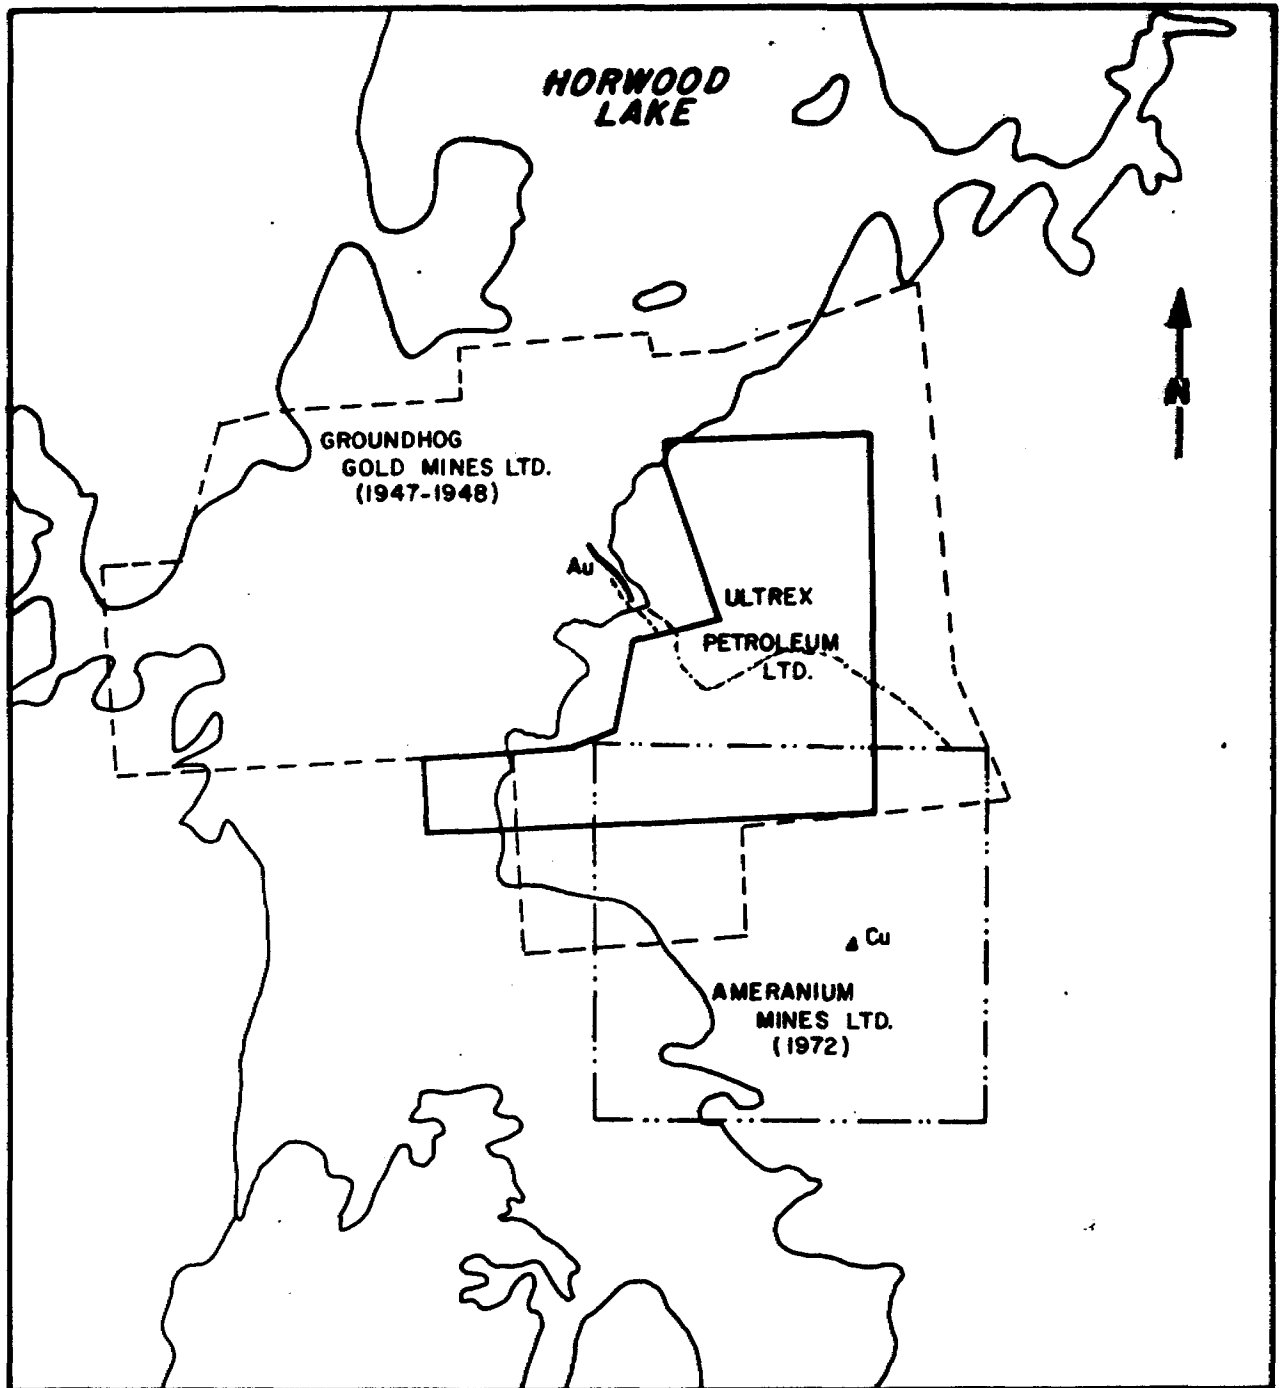 HORWOOD
LAKE
N
GROUNDHOG
GOLD MINES LTD.
(1947-1948)
Au
ULTREX
PETROLEUM
LTD.
Cu
AMERANIUM
MINES LTD.
(1972)